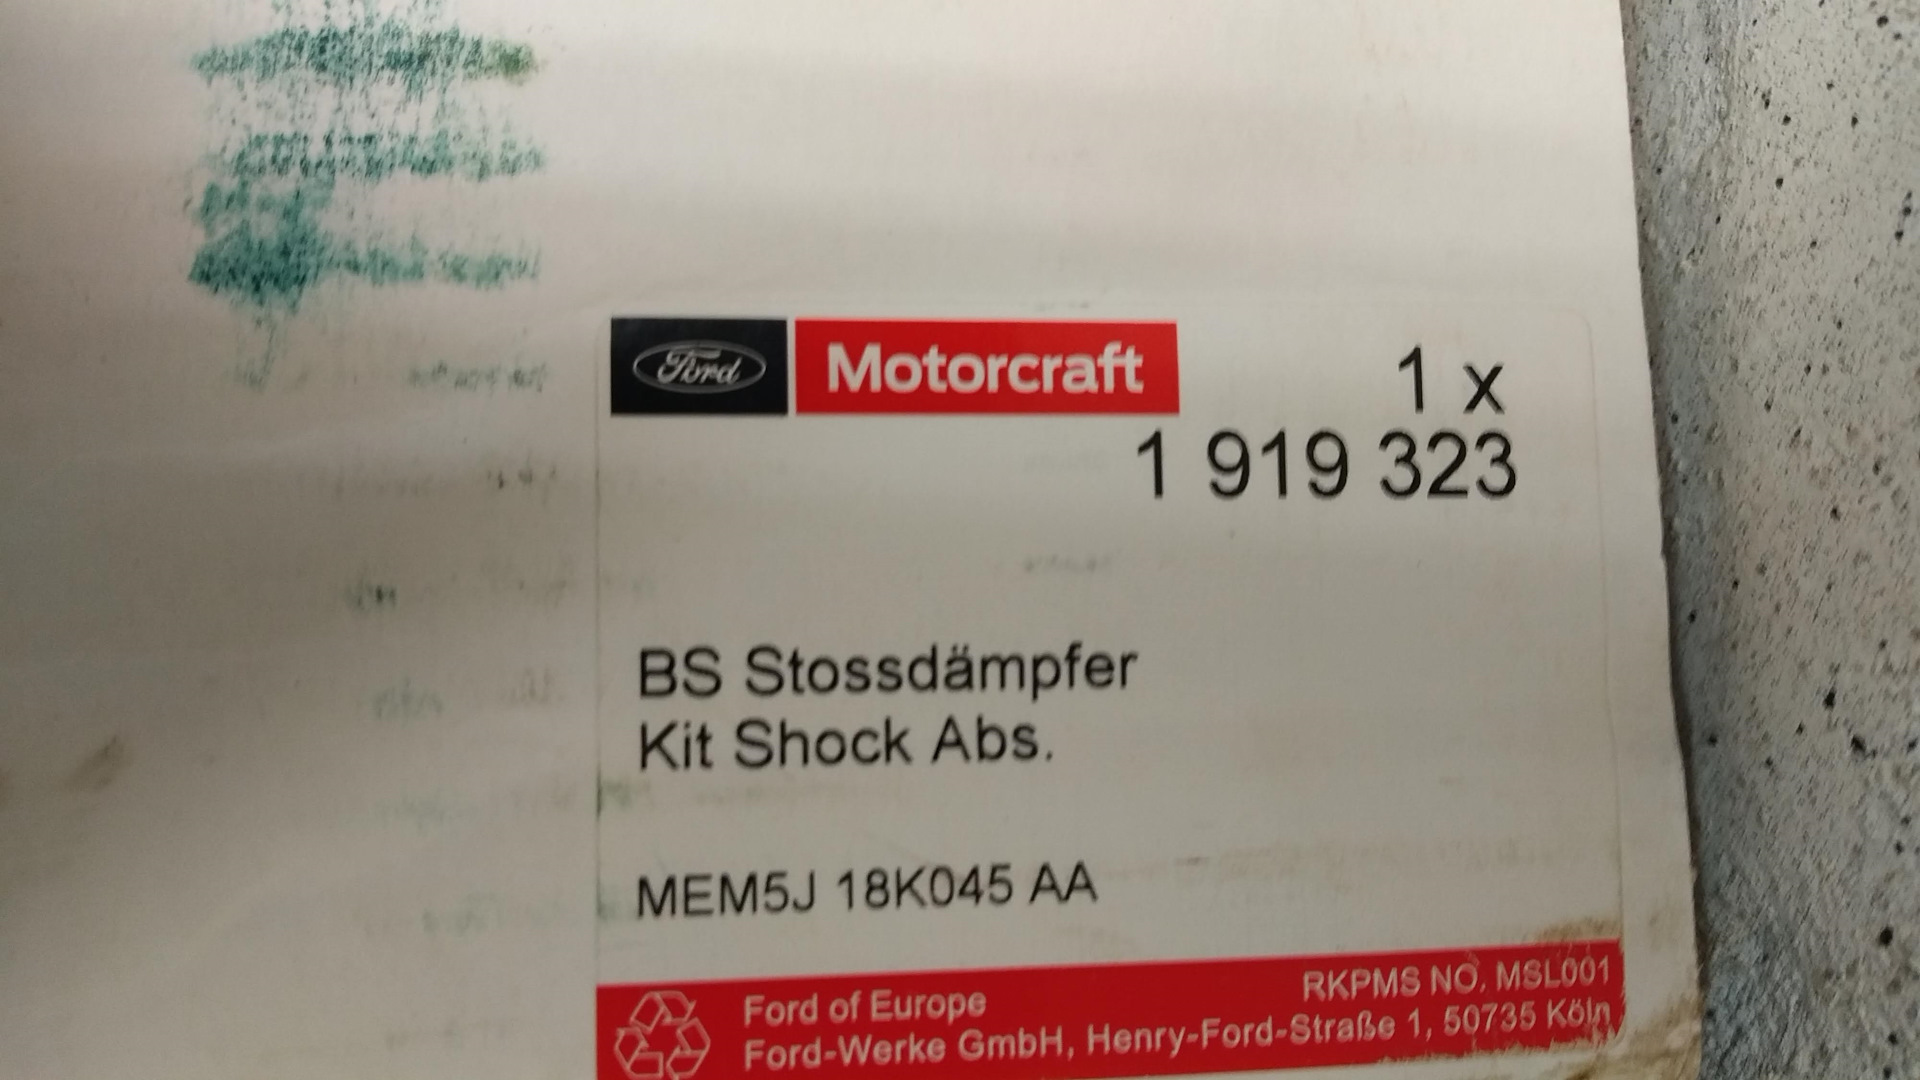 Ford Motorcraft
1 x
1 919 323
BS Stossdämpfer
Kit Shock Abs.
MEM5J 18K045 AA
RKPMS NO. MSL001
Ford of Europe
Ford-Werke GmbH, Henry-Ford-Straße 1, 50735 Köln